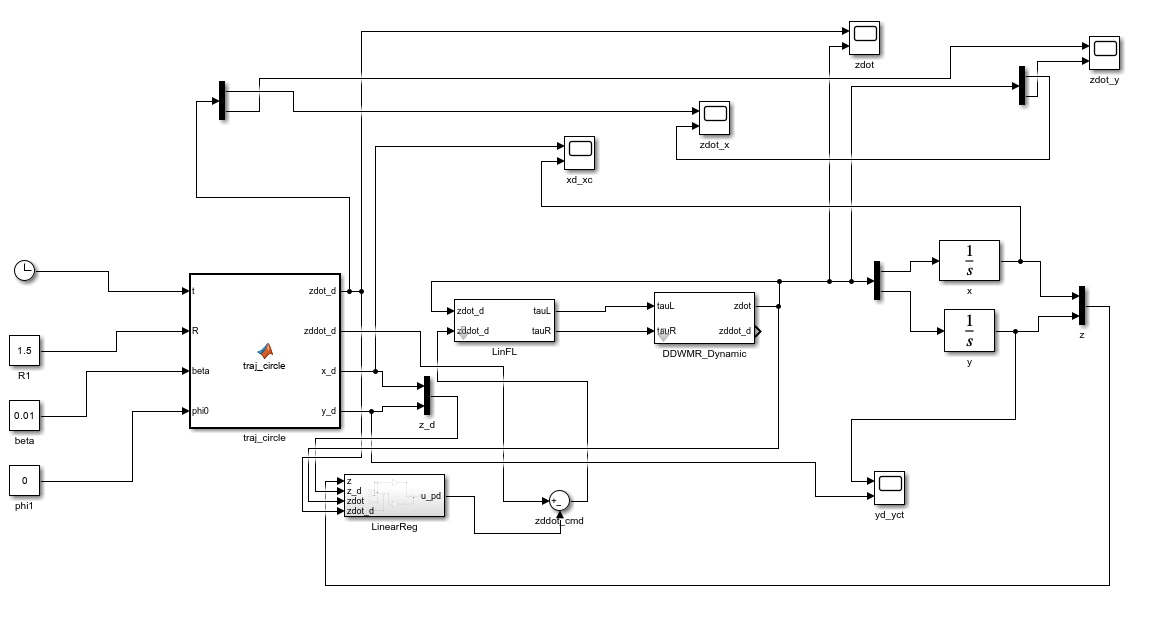 zdot
zdot_y
zdot_x
xd_xc
t
R
beta
phi0
traj_circle
zdot_d
zddot_d
x_d
y_d
traj_circle
1.5
R1
0.01
beta
0
phi1
z_d
zdot_d
zddot_d
tauL
tauR
LinFL
tauL
tauR
zdot
zddot_d
DDWMR_Dynamic
1
s
x
1
s
y
z
z
z_d
zdot
zdot_d
u_pd
LinearReg
+
_
zddot_cmd
yd_yct